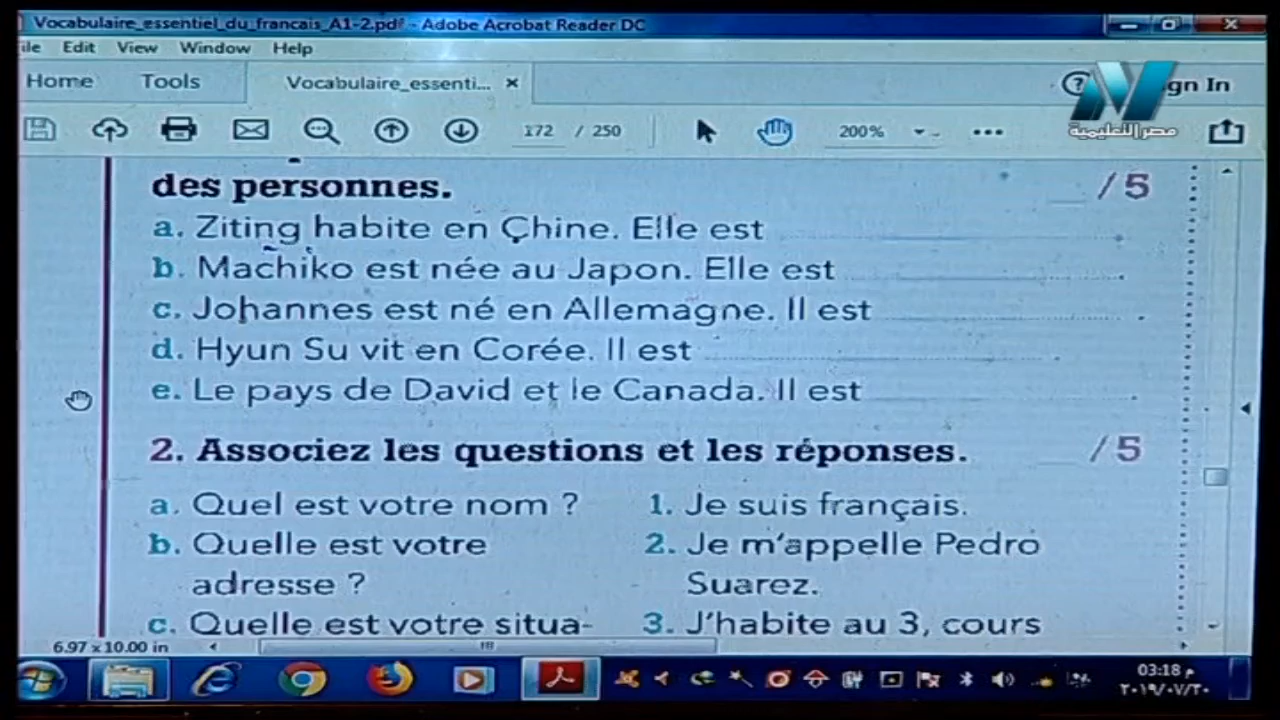 Vocabulaire_essentiel_du_francais_A1-2.pdf - Adobe Acrobat Reader DC
ile Edit View Window Help
Home Tools Vocabulaire_essenti... × ? gn In
مصر التعليمية
172 / 250 200% •••
des personnes. /5
a. Ziting habite en Chine. Elle est
b. Machiko est née au Japon. Elle est
c. Johannes est né en Allemagne. Il est
d. Hyun Su vit en Corée. Il est
e. Le pays de David et le Canada. Il est
2. Associez les questions et les réponses. /5
a. Quel est votre nom ? 1. Je suis français.
b. Quelle est votre 2. Je m'appelle Pedro
adresse ? Suarez.
c. Quelle est votre situa- 3. J'habite au 3, cours
6.97 x 10.00 in
03:18 م
٢٠١٩/٠٧/٢٠